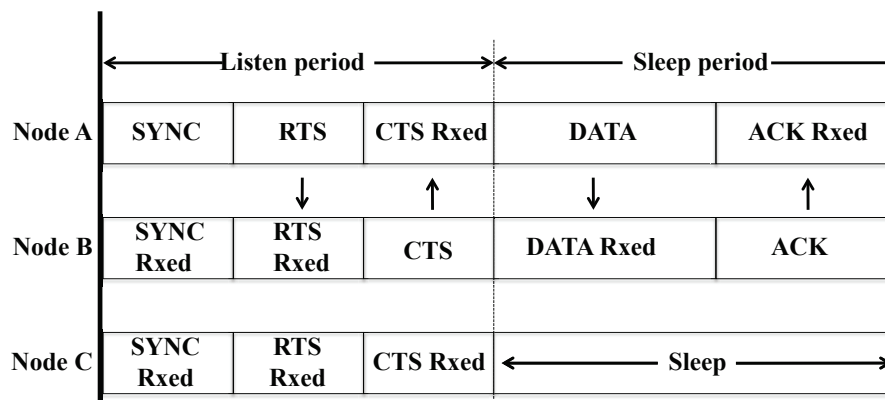 Listen period Sleep period
Node A SYNC RTS CTS Rxed DATA ACK Rxed
Node B SYNC Rxed RTS Rxed CTS DATA Rxed ACK
Node C SYNC Rxed RTS Rxed CTS Rxed Sleep